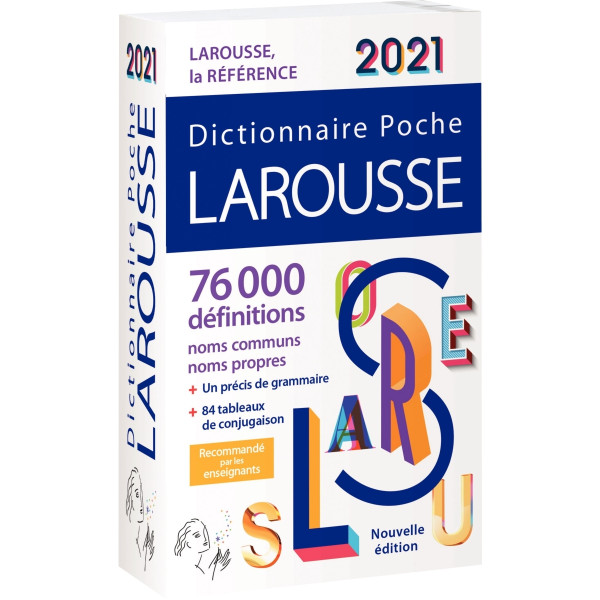 2021
Dictionnaire Poche
LAROUSSE
LAROUSSE,
la RÉFÉRENCE
2021
Dictionnaire Poche
LAROUSSE
76 000
définitions
noms communs
noms propres
+ Un précis de grammaire
+ 84 tableaux
de conjugaison
Recommandé
par les
enseignants
O
S
E
R
A
L
S
U
Nouvelle
édition